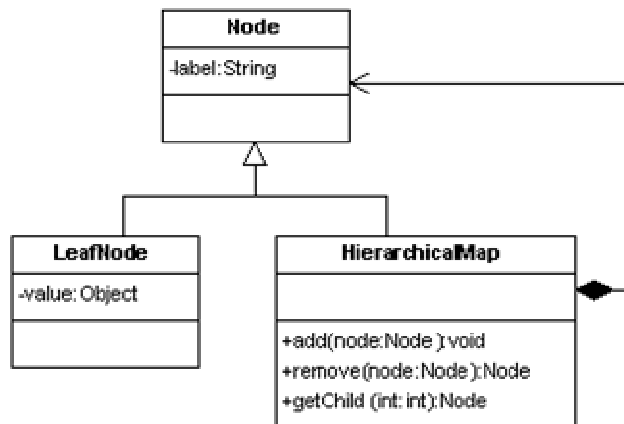 Node
-label:String
LeafNode
-value:Object
HierarchicalMap
+add(node:Node):void
+remove(node:Node):Node
+getChild(int:int):Node